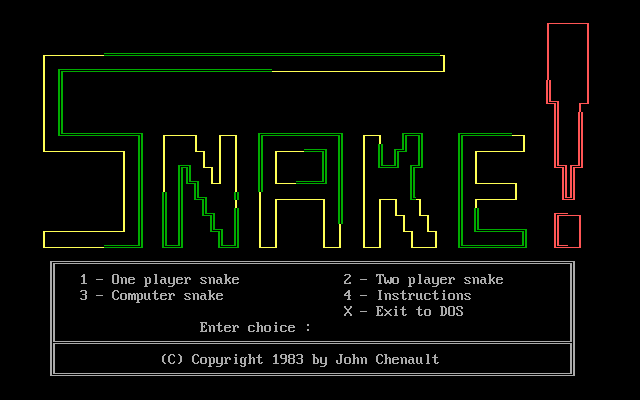 SNAKE!
1 - One player snake 2 - Two player snake
3 - Computer snake 4 - Instructions
X - Exit to DOS
Enter choice :
(C) Copyright 1983 by John Chenault